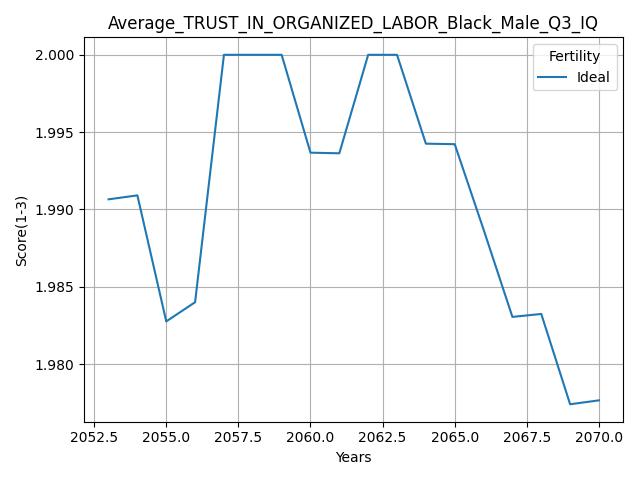 Average_TRUST_IN_ORGANIZED_LABOR_Black_Male_Q3_IQ
Fertility
Ideal
2.000
1.995
1.990
1.985
1.980
Score(1-3)
2052.5 2055.0 2057.5 2060.0 2062.5 2065.0 2067.5 2070.0
Years